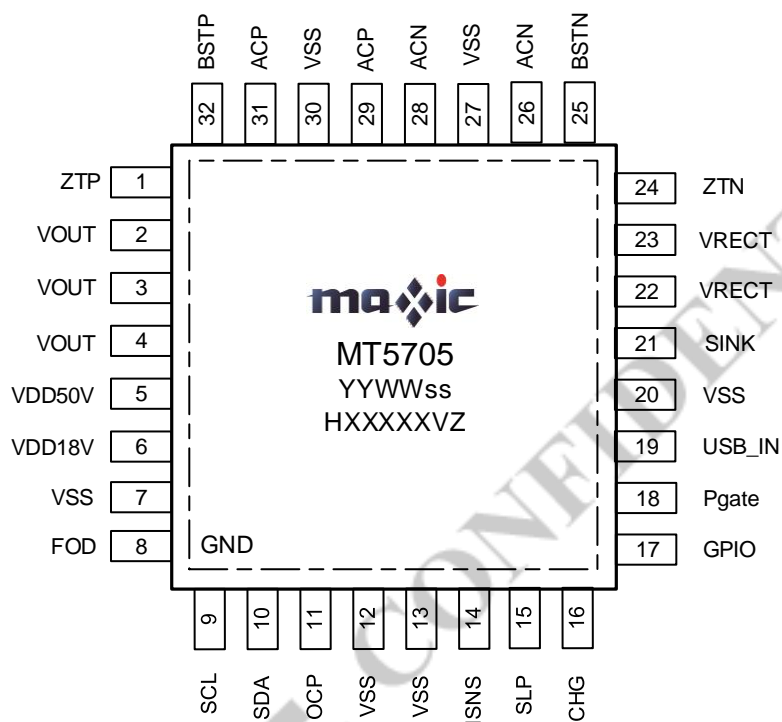 BSTP ACP VSS ACP ACN VSS ACN BSTN
32 31 30 29 28 27 26 25
ZTP 1
VOUT 2
VOUT 3
VOUT 4
VDD50V 5
VDD18V 6
VSS 7
FOD 8
maxic
MT5705
YYWWss
HXXXXXVZ
GND
24 ZTN
23 VRECT
22 VRECT
21 SINK
20 VSS
19 USB_IN
18 Pgate
17 GPIO
9 10 11 12 13 14 15 16
SCL SDA OCP VSS VSS ISNS SLP CHG
CONFIDENT